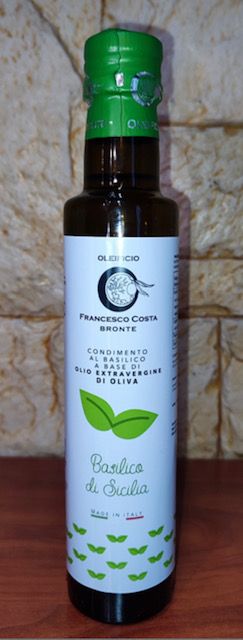 OLEIFICIO
FRANCESCO COSTA
BRONTE
CONDIMENTO
AL BASILICO
A BASE DI
OLIO EXTRAVERGINE
DI OLIVA
Basilico
di Sicilia
MADE IN ITALY